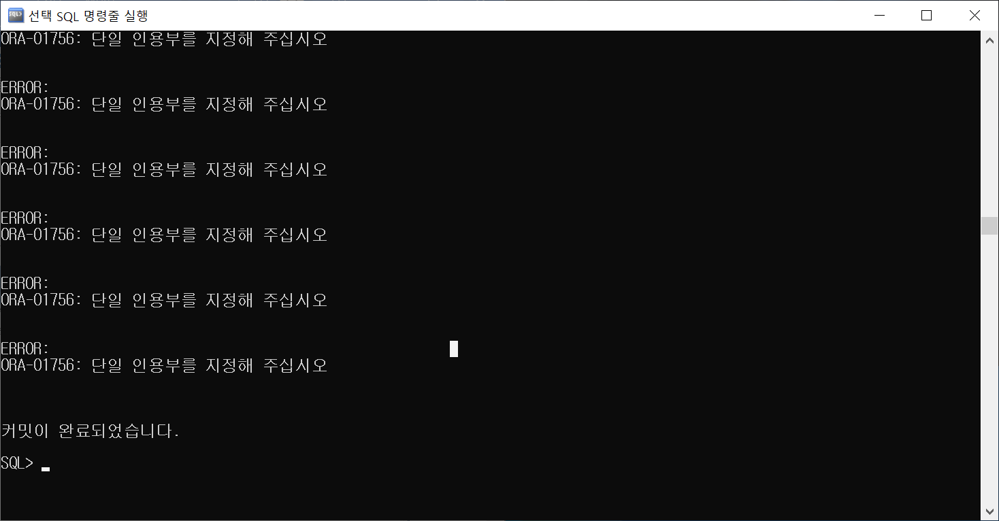 선택 SQL 명령줄 실행
ORA-01756: 단일 인용부를 지정해 주십시오
ERROR:
ORA-01756: 단일 인용부를 지정해 주십시오
ERROR:
ORA-01756: 단일 인용부를 지정해 주십시오
ERROR:
ORA-01756: 단일 인용부를 지정해 주십시오
ERROR:
ORA-01756: 단일 인용부를 지정해 주십시오
ERROR:
ORA-01756: 단일 인용부를 지정해 주십시오
커밋이 완료되었습니다.
SQL>